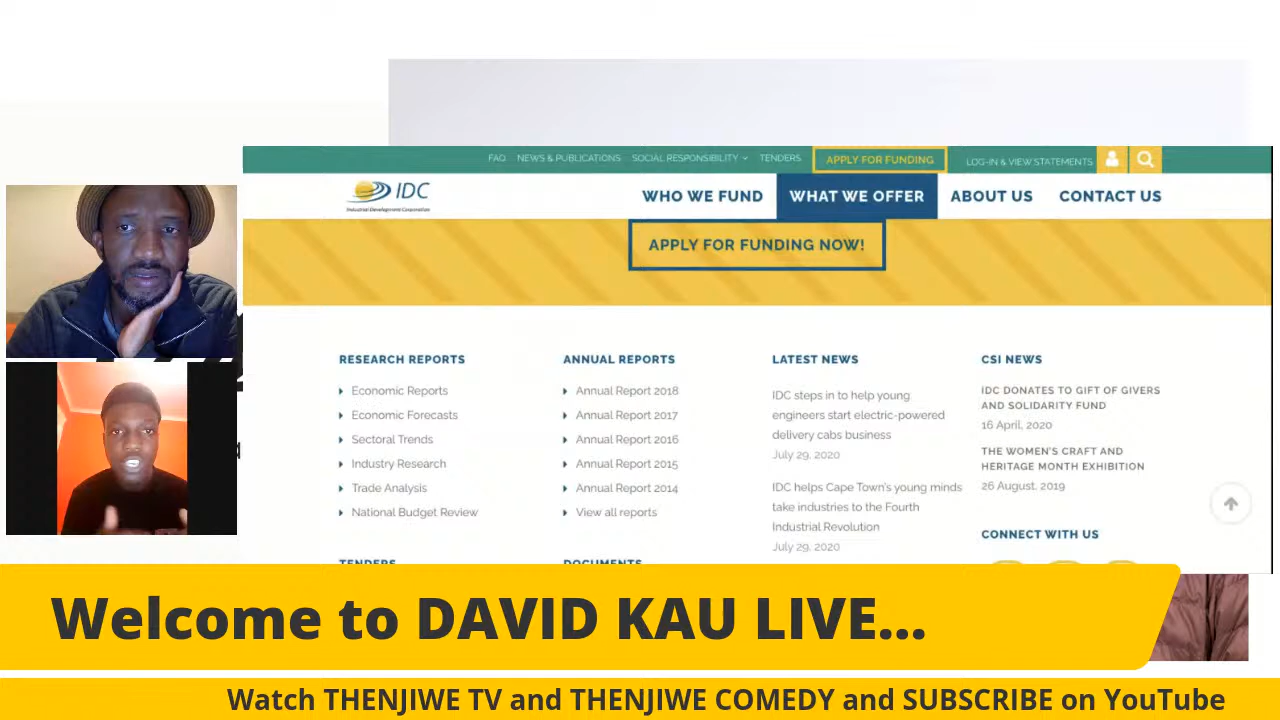 FAQ NEWS & PUBLICATIONS SOCIAL RESPONSIBILITY TENDERS APPLY FOR FUNDING LOG-IN & VIEW STATEMENTS
IDC
Industrial Development Corporation
WHO WE FUND WHAT WE OFFER ABOUT US CONTACT US
APPLY FOR FUNDING NOW!
RESEARCH REPORTS
Economic Reports
Economic Forecasts
Sectoral Trends
Industry Research
Trade Analysis
National Budget Review
TENDERS
ANNUAL REPORTS
Annual Report 2018
Annual Report 2017
Annual Report 2016
Annual Report 2015
Annual Report 2014
View all reports
DOCUMENTS
LATEST NEWS
IDC steps in to help young
engineers start electric-powered
delivery cabs business
July 29, 2020
IDC helps Cape Town's young minds
take industries to the Fourth
Industrial Revolution
July 29, 2020
CSI NEWS
IDC DONATES TO GIFT OF GIVERS
AND SOLIDARITY FUND
16 April, 2020
THE WOMEN'S CRAFT AND
HERITAGE MONTH EXHIBITION
26 August, 2019
CONNECT WITH US
Welcome to DAVID KAU LIVE...
Watch THENJIWE TV and THENJIWE COMEDY and SUBSCRIBE on YouTube